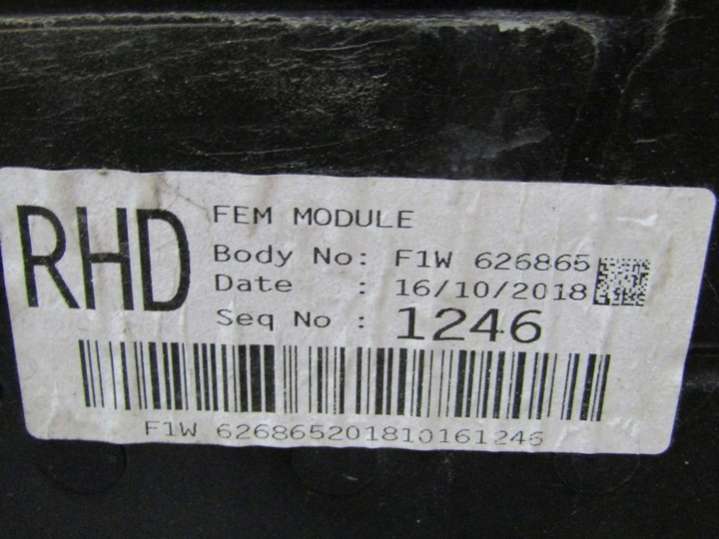 RHD
FEM MODULE
Body No: F1W 626865
Date : 16/10/2018
Seq No : 1246
F1W 626865201810161246